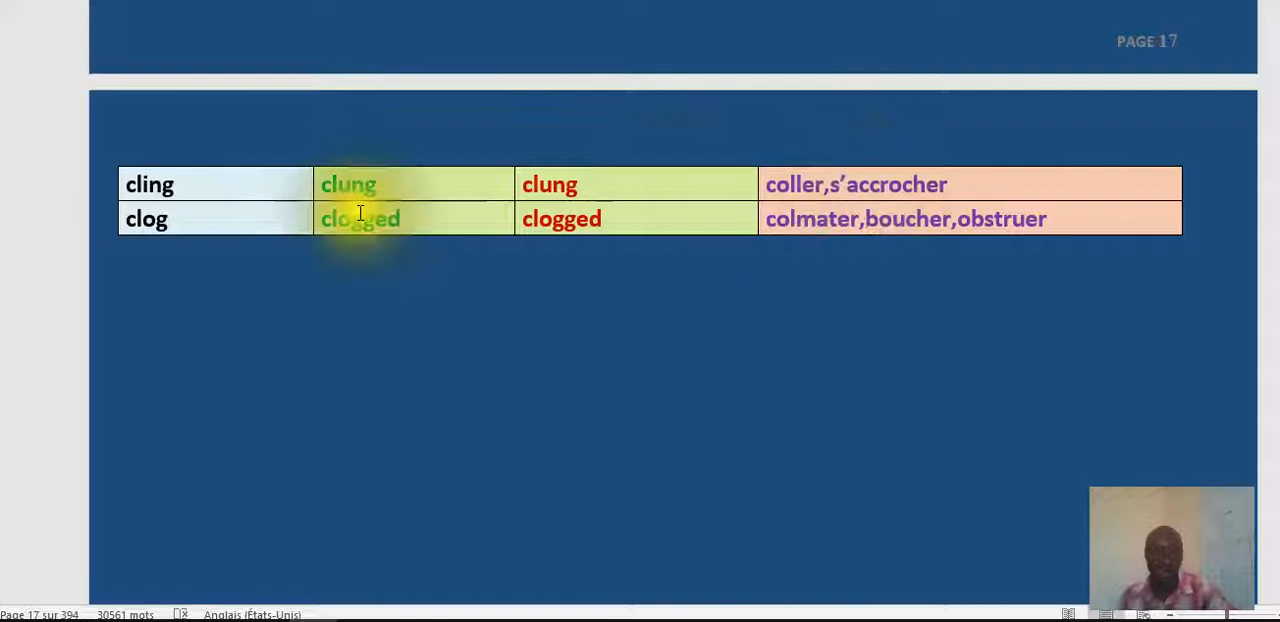 PAGE 17
cling clung clung coller,s’accrocher
clog clogged clogged colmater,boucher,obstruer
Page 17 sur 394 30561 mots Anglais (États-Unis)